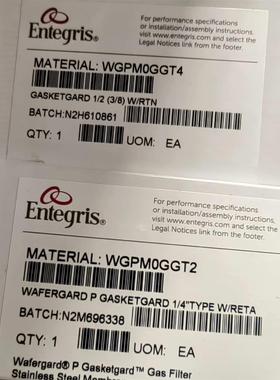 For performance specifications
or installation/assembly instructions,
visit www.entegris.com and select the
Legal Notices link from the footer.
Entegris®
MATERIAL: WGPM0GGT4
GASKETGARD 1/2 (3/8) W/RTN
BATCH:N2H610861
QTY: 1 UOM: EA
For performance specifications
or installation/assembly instructions,
visit www.entegris.com and select the
Legal Notices link from the footer.
Entegris®
MATERIAL: WGPM0GGT2
WAFERGARD P GASKETGARD 1/4"TYPE W/RETA
BATCH:N2M696338
QTY: 1 UOM: EA
Wafergard® P Gasketgard™ Gas Filter
Stainless Steel